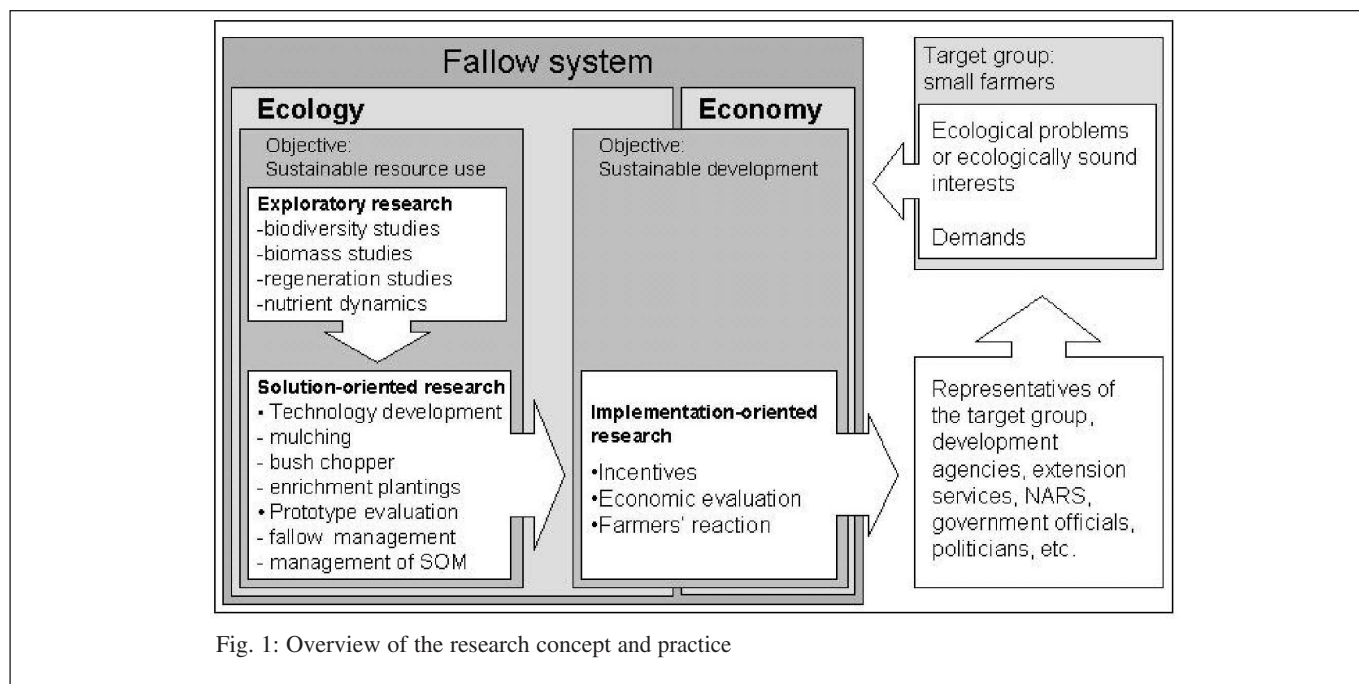 Fallow system
Ecology
Objective:
Sustainable resource use
Exploratory research
-biodiversity studies
-biomass studies
-regeneration studies
-nutrient dynamics
Solution-oriented research
• Technology development
- mulching
- bush chopper
- enrichment plantings
• Prototype evaluation
- fallow management
- management of SOM
Economy
Objective:
Sustainable development
Implementation-oriented
research
•Incentives
•Economic evaluation
•Farmers' reaction
Target group:
small farmers
Ecological problems
or ecologically sound
interests
Demands
Representatives of
the target group,
development
agencies, extension
services, NARS,
government officials,
politicians, etc.
Fig. 1: Overview of the research concept and practice